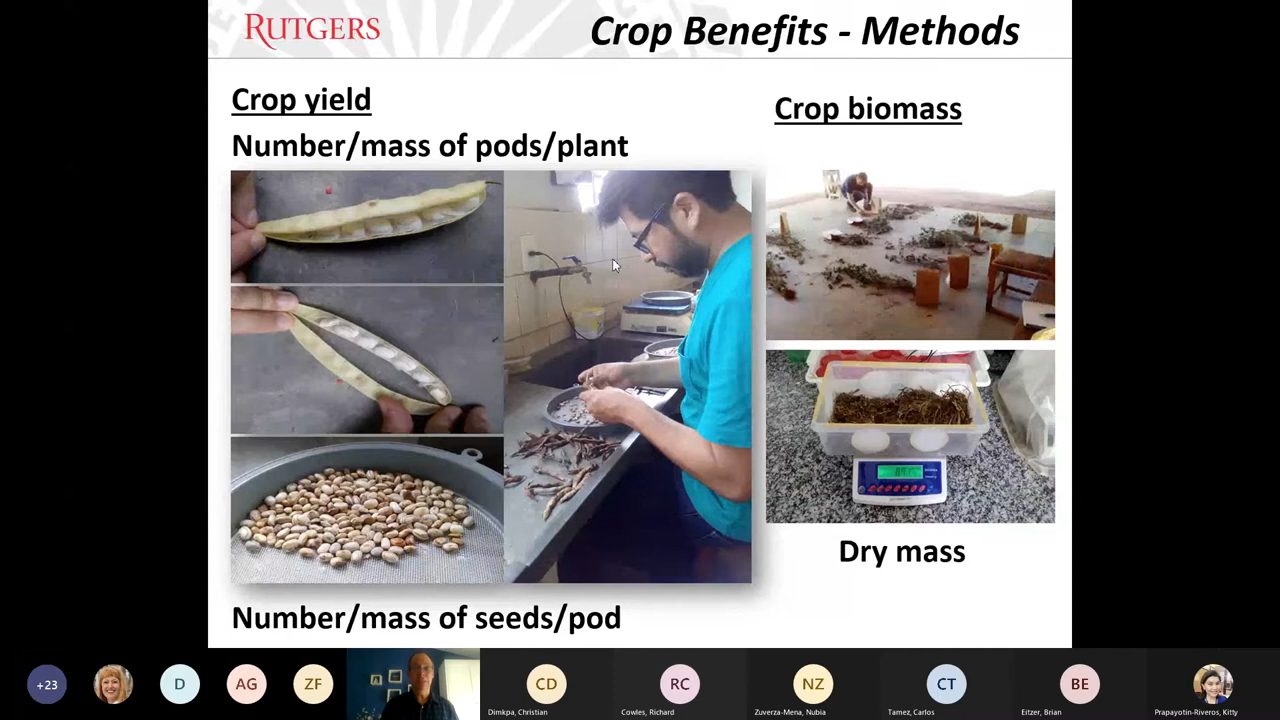 RUTGERS
Crop Benefits - Methods
Crop yield
Crop biomass
Number/mass of pods/plant
Dry mass
Number/mass of seeds/pod
+23
D
AG
ZF
CD
RC
NZ
CT
BE
Dimkpa, Christian
Cowles, Richard
Zuverza-Mena, Nubia
Tamez, Carlos
Eitzer, Brian
Prapayotin-Riveros, Kitty